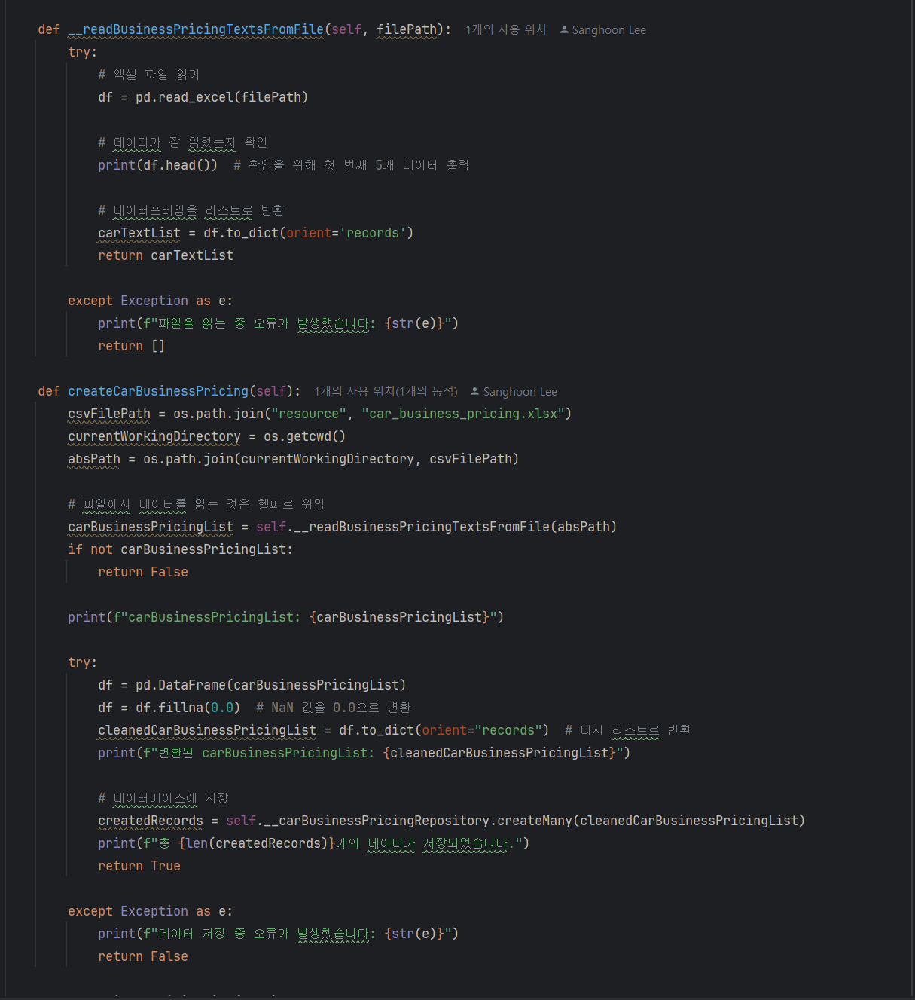 def __readBusinessPricingTextsFromFile(self, filePath):  1개의 사용 위치  Sanghoon Lee
    try:
        # 엑셀 파일 읽기
        df = pd.read_excel(filePath)

        # 데이터가 잘 읽혔는지 확인
        print(df.head())  # 확인을 위해 첫 번째 5개 데이터 출력

        # 데이터프레임을 리스트로 변환
        carTextList = df.to_dict(orient='records')
        return carTextList

    except Exception as e:
        print(f"파일을 읽는 중 오류가 발생했습니다: {str(e)}")
        return []

def createCarBusinessPricing(self):  1개의 사용 위치(1개의 동적)  Sanghoon Lee
    csvFilePath = os.path.join("resource", "car_business_pricing.xlsx")
    currentWorkingDirectory = os.getcwd()
    absPath = os.path.join(currentWorkingDirectory, csvFilePath)

    # 파일에서 데이터를 읽는 것은 헬퍼로 위임
    carBusinessPricingList = self.__readBusinessPricingTextsFromFile(absPath)
    if not carBusinessPricingList:
        return False

    print(f"carBusinessPricingList: {carBusinessPricingList}")

    try:
        df = pd.DataFrame(carBusinessPricingList)
        df = df.fillna(0.0)  # NaN 값을 0.0으로 변환
        cleanedCarBusinessPricingList = df.to_dict(orient="records")  # 다시 리스트로 변환
        print(f"변환된 carBusinessPricingList: {cleanedCarBusinessPricingList}")

        # 데이터베이스에 저장
        createdRecords = self.__carBusinessPricingRepository.createMany(cleanedCarBusinessPricingList)
        print(f"총 {len(createdRecords)}개의 데이터가 저장되었습니다.")
        return True

    except Exception as e:
        print(f"데이터 저장 중 오류가 발생했습니다: {str(e)}")
        return False